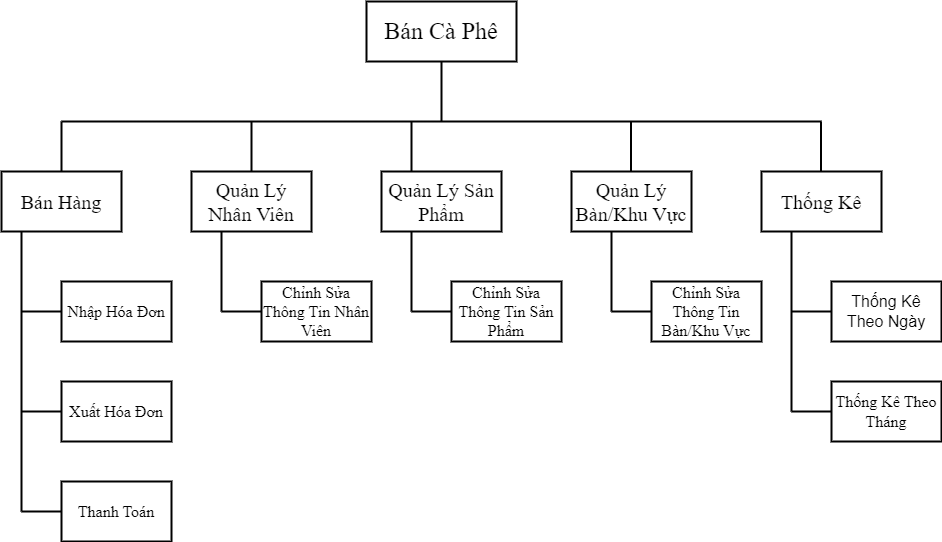 Bán Cà Phê
Bán Hàng
Quản Lý
Nhân Viên
Quản Lý Sản
Phẩm
Quản Lý
Bàn/Khu Vực
Thống Kê
Nhập Hóa Đơn
Chỉnh Sửa
Thông Tin Nhân
Viên
Chỉnh Sửa
Thông Tin Sản
Phẩm
Chỉnh Sửa
Thông Tin
Bàn/Khu Vực
Thống Kê
Theo Ngày
Xuất Hóa Đơn
Thống Kê Theo
Tháng
Thanh Toán